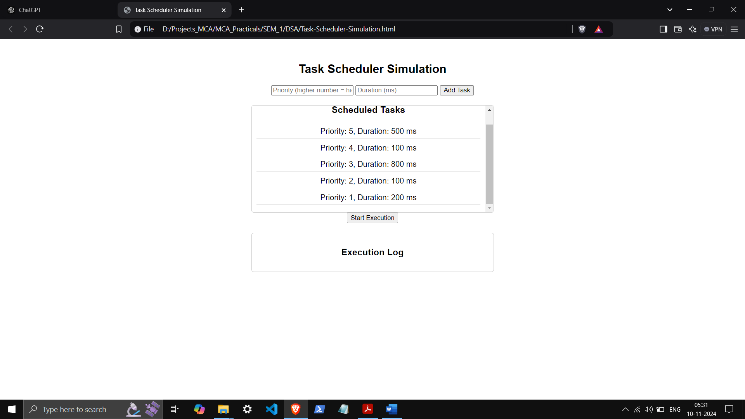 ChatGPT
Task Scheduler Simulation
File D:/Projects_MCA/MCA_Practicals/SEM_1/DSA/Task-Scheduler-Simulation.html
VPN
Task Scheduler Simulation
Priority (higher number = hi
Duration (ms)
Add Task
Scheduled Tasks
Priority: 5, Duration: 500 ms
Priority: 4, Duration: 100 ms
Priority: 3, Duration: 800 ms
Priority: 2, Duration: 100 ms
Priority: 1, Duration: 200 ms
Start Execution
Execution Log
Type here to search
ENG
05:31
10-11-2024